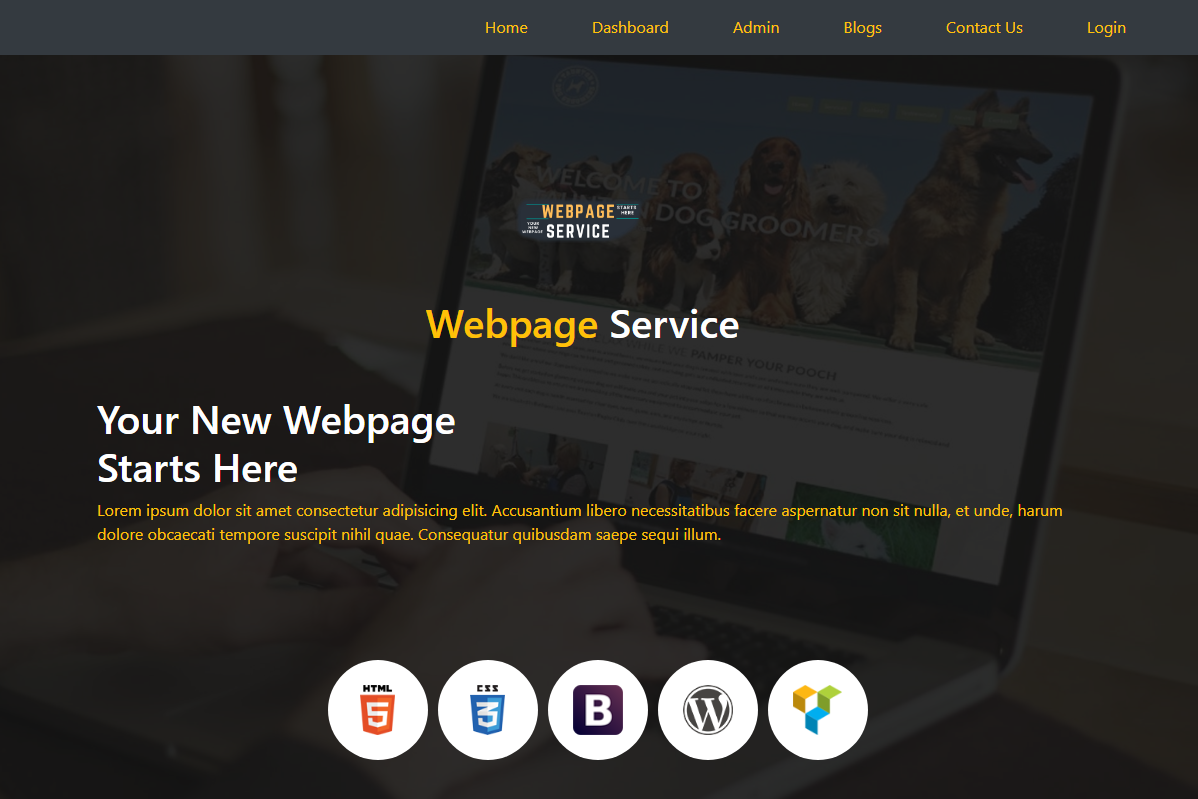 Home Dashboard Admin Blogs Contact Us Login
WELCOME TO
DOG GROOMERS
WEBPAGE STARTS HERE
YOUR NEW WEBPAGE SERVICE
Webpage Service
PAMPER YOUR POOCH
Your New Webpage
Starts Here
Lorem ipsum dolor sit amet consectetur adipisicing elit. Accusantium libero necessitatibus facere aspernatur non sit nulla, et unde, harum
dolore obcaecati tempore suscipit nihil quae. Consequatur quibusdam saepe sequi illum.
HTML
5
CSS
3
B
W